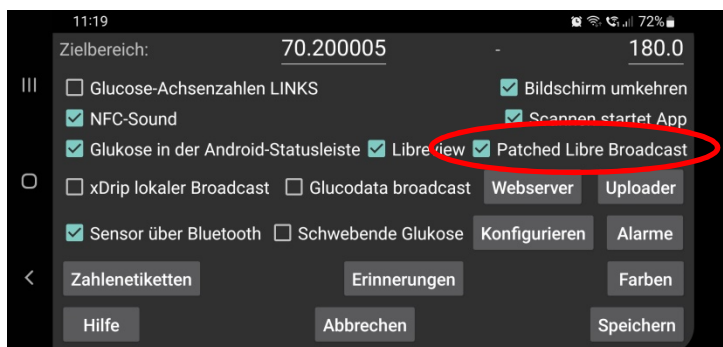 11:19 72%
Zielbereich: 70.200005 - 180.0
Glucose-Achsenzahlen LINKS Bildschirm umkehren
NFC-Sound Scannen startet App
Glukose in der Android-Statusleiste Libreview Patched Libre Broadcast
xDrip lokaler Broadcast Glucodata broadcast Webserver Uploader
Sensor über Bluetooth Schwebende Glukose Konfigurieren Alarme
Zahlenetiketten Erinnerungen Farben
Hilfe Abbrechen Speichern